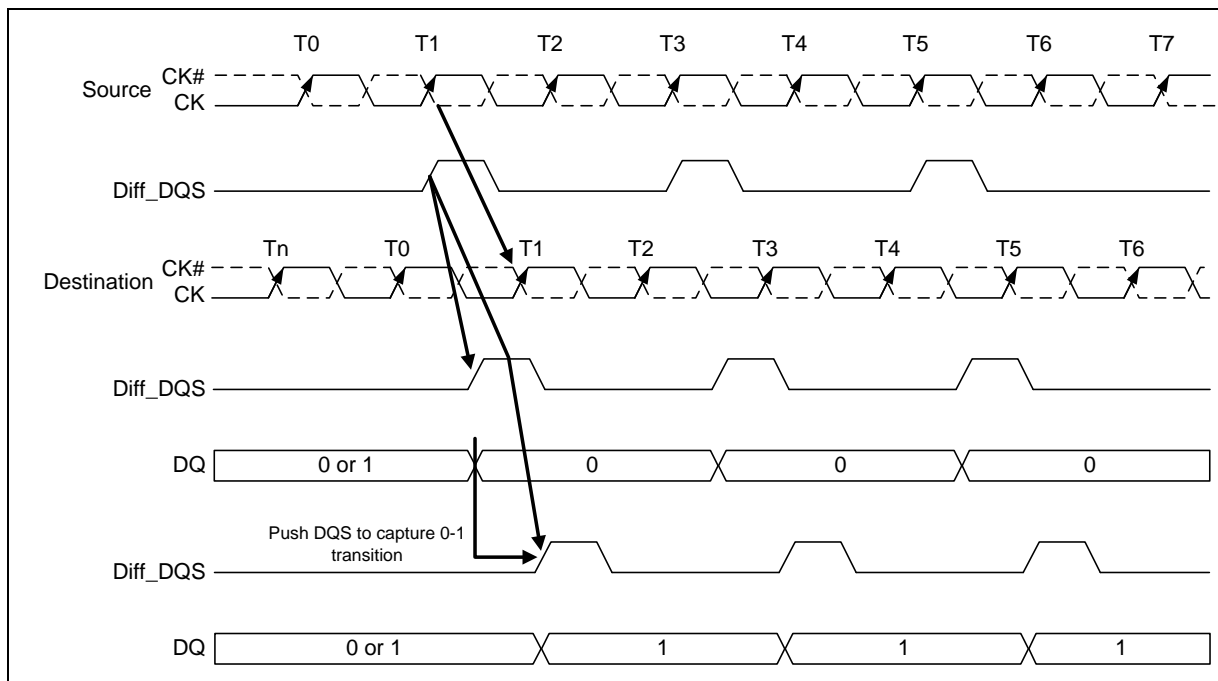 T0 T1 T2 T3 T4 T5 T6 T7
Source CK#
CK
Diff_DQS
Tn T0 T1 T2 T3 T4 T5 T6
Destination CK#
CK
Diff_DQS
DQ 0 or 1 0 0 0
Push DQS to capture 0-1
transition
Diff_DQS
DQ 0 or 1 1 1 1